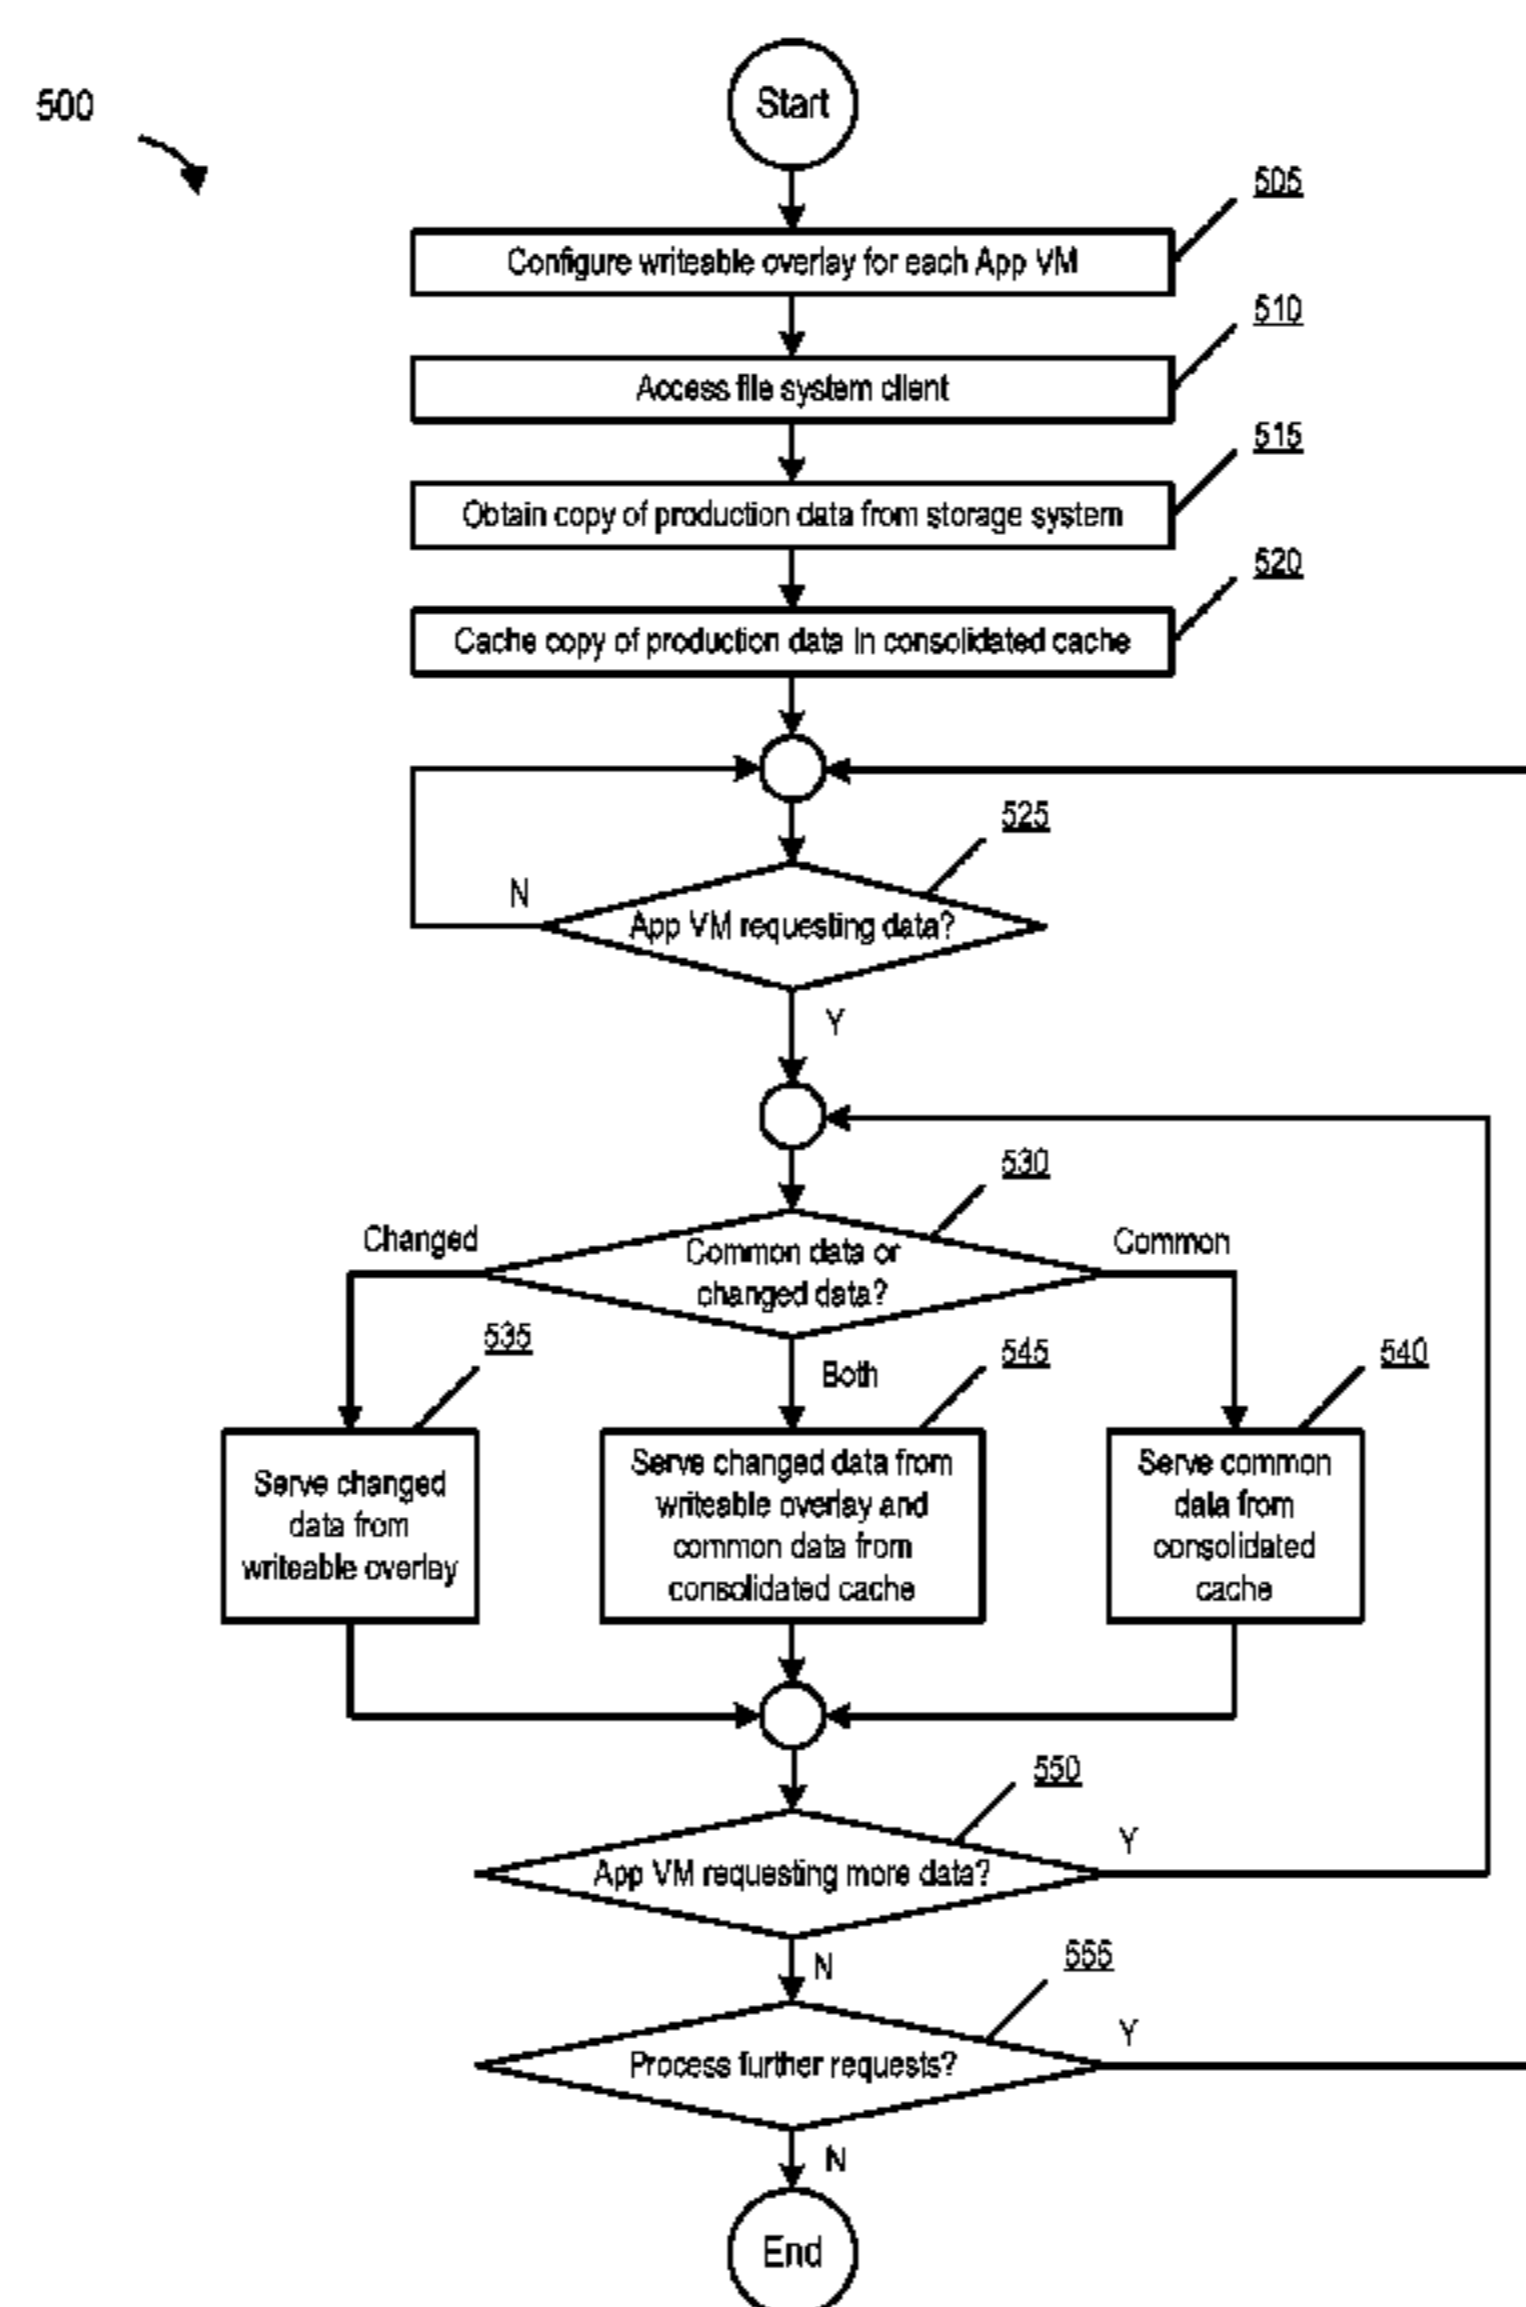 500
Start
505
Configure writeable overlay for each App VM
510
Access file system client
515
Obtain copy of production data from storage system
520
Cache copy of production data in consolidated cache
525
N
App VM requesting data?
Y
530
Changed
Common data or
changed data?
Common
535
Both
545
540
Serve changed
data from
writeable overlay
Serve changed data from
writeable overlay and
common data from
consolidated cache
Serve common
data from
consolidated
cache
550
App VM requesting more data?
Y
N
555
Process further requests?
Y
N
End